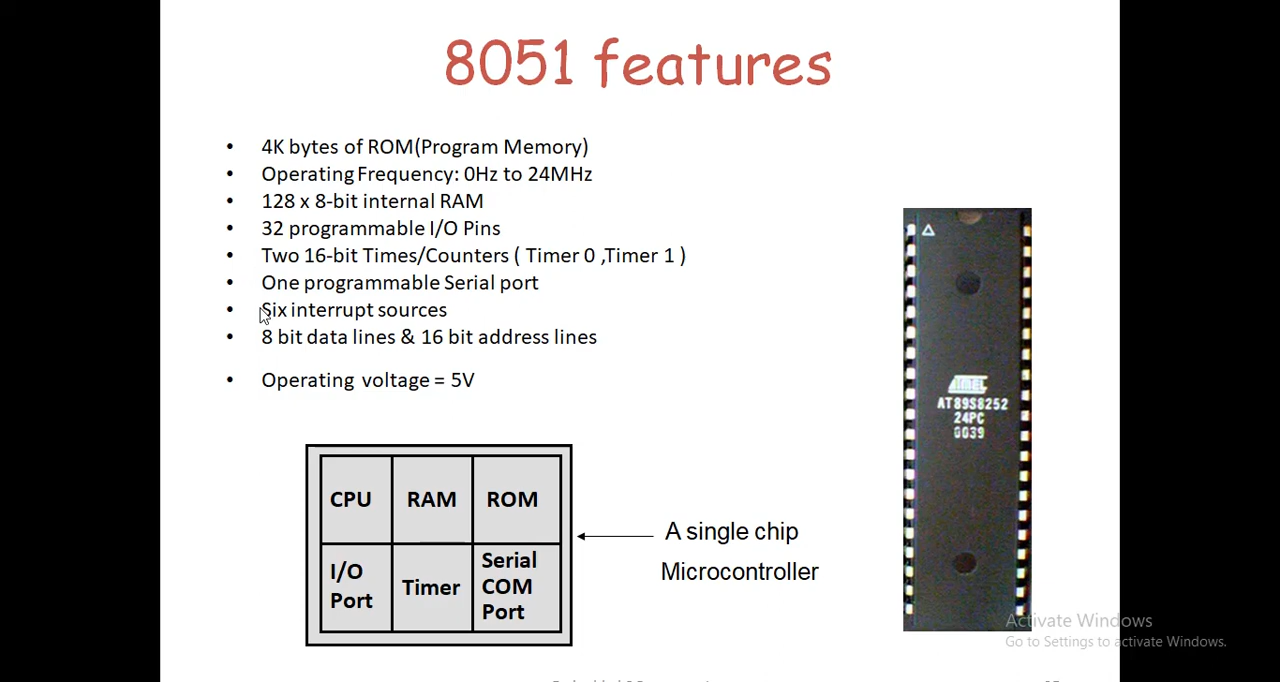 8051 features
• 4K bytes of ROM(Program Memory)
• Operating Frequency: 0Hz to 24MHz
• 128 x 8-bit internal RAM
• 32 programmable I/O Pins
• Two 16-bit Times/Counters ( Timer 0 ,Timer 1 )
• One programmable Serial port
• Six interrupt sources
• 8 bit data lines & 16 bit address lines
• Operating voltage = 5V
ATMEL
AT89S8252
24PC
0039
CPU
RAM
ROM
I/O
Port
Timer
Serial
COM
Port
A single chip
Microcontroller
Activate Windows
Go to Settings to activate Windows.